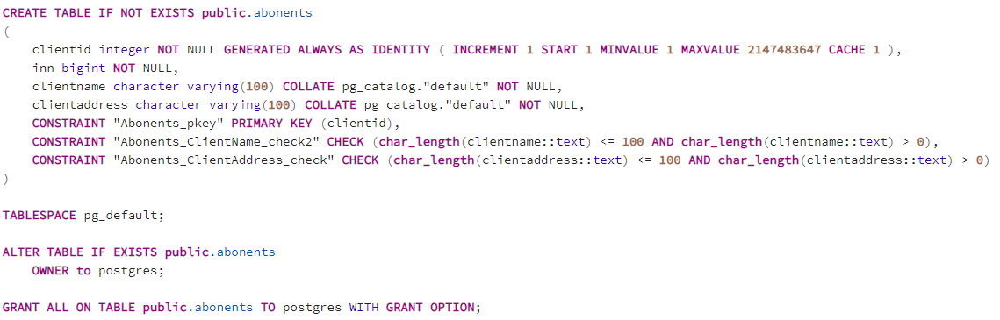 CREATE TABLE IF NOT EXISTS public.abonents
(
    clientid integer NOT NULL GENERATED ALWAYS AS IDENTITY ( INCREMENT 1 START 1 MINVALUE 1 MAXVALUE 2147483647 CACHE 1 ),
    inn bigint NOT NULL,
    clientname character varying(100) COLLATE pg_catalog."default" NOT NULL,
    clientaddress character varying(100) COLLATE pg_catalog."default" NOT NULL,
    CONSTRAINT "Abonents_pkey" PRIMARY KEY (clientid),
    CONSTRAINT "Abonents_ClientName_check2" CHECK (char_length(clientname::text) <= 100 AND char_length(clientname::text) > 0),
    CONSTRAINT "Abonents_ClientAddress_check" CHECK (char_length(clientaddress::text) <= 100 AND char_length(clientaddress::text) > 0)
)
TABLESPACE pg_default;
ALTER TABLE IF EXISTS public.abonents
    OWNER to postgres;
GRANT ALL ON TABLE public.abonents TO postgres WITH GRANT OPTION;